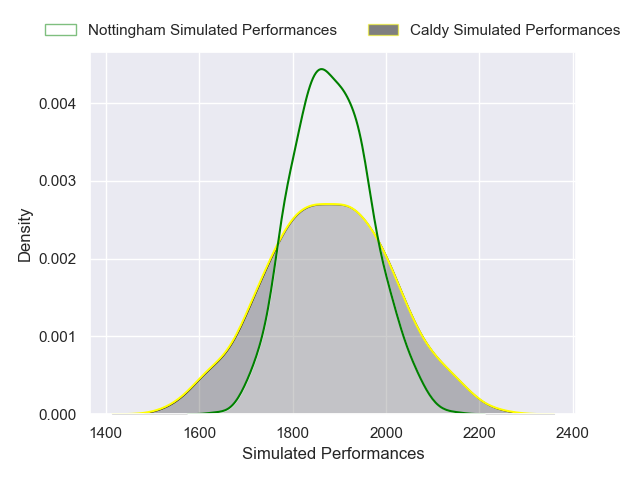 Nottingham Simulated Performances
Caldy Simulated Performances
0.004
0.003
0.002
0.001
0.000
Density
1400 1600 1800 2000 2200 2400
Simulated Performances